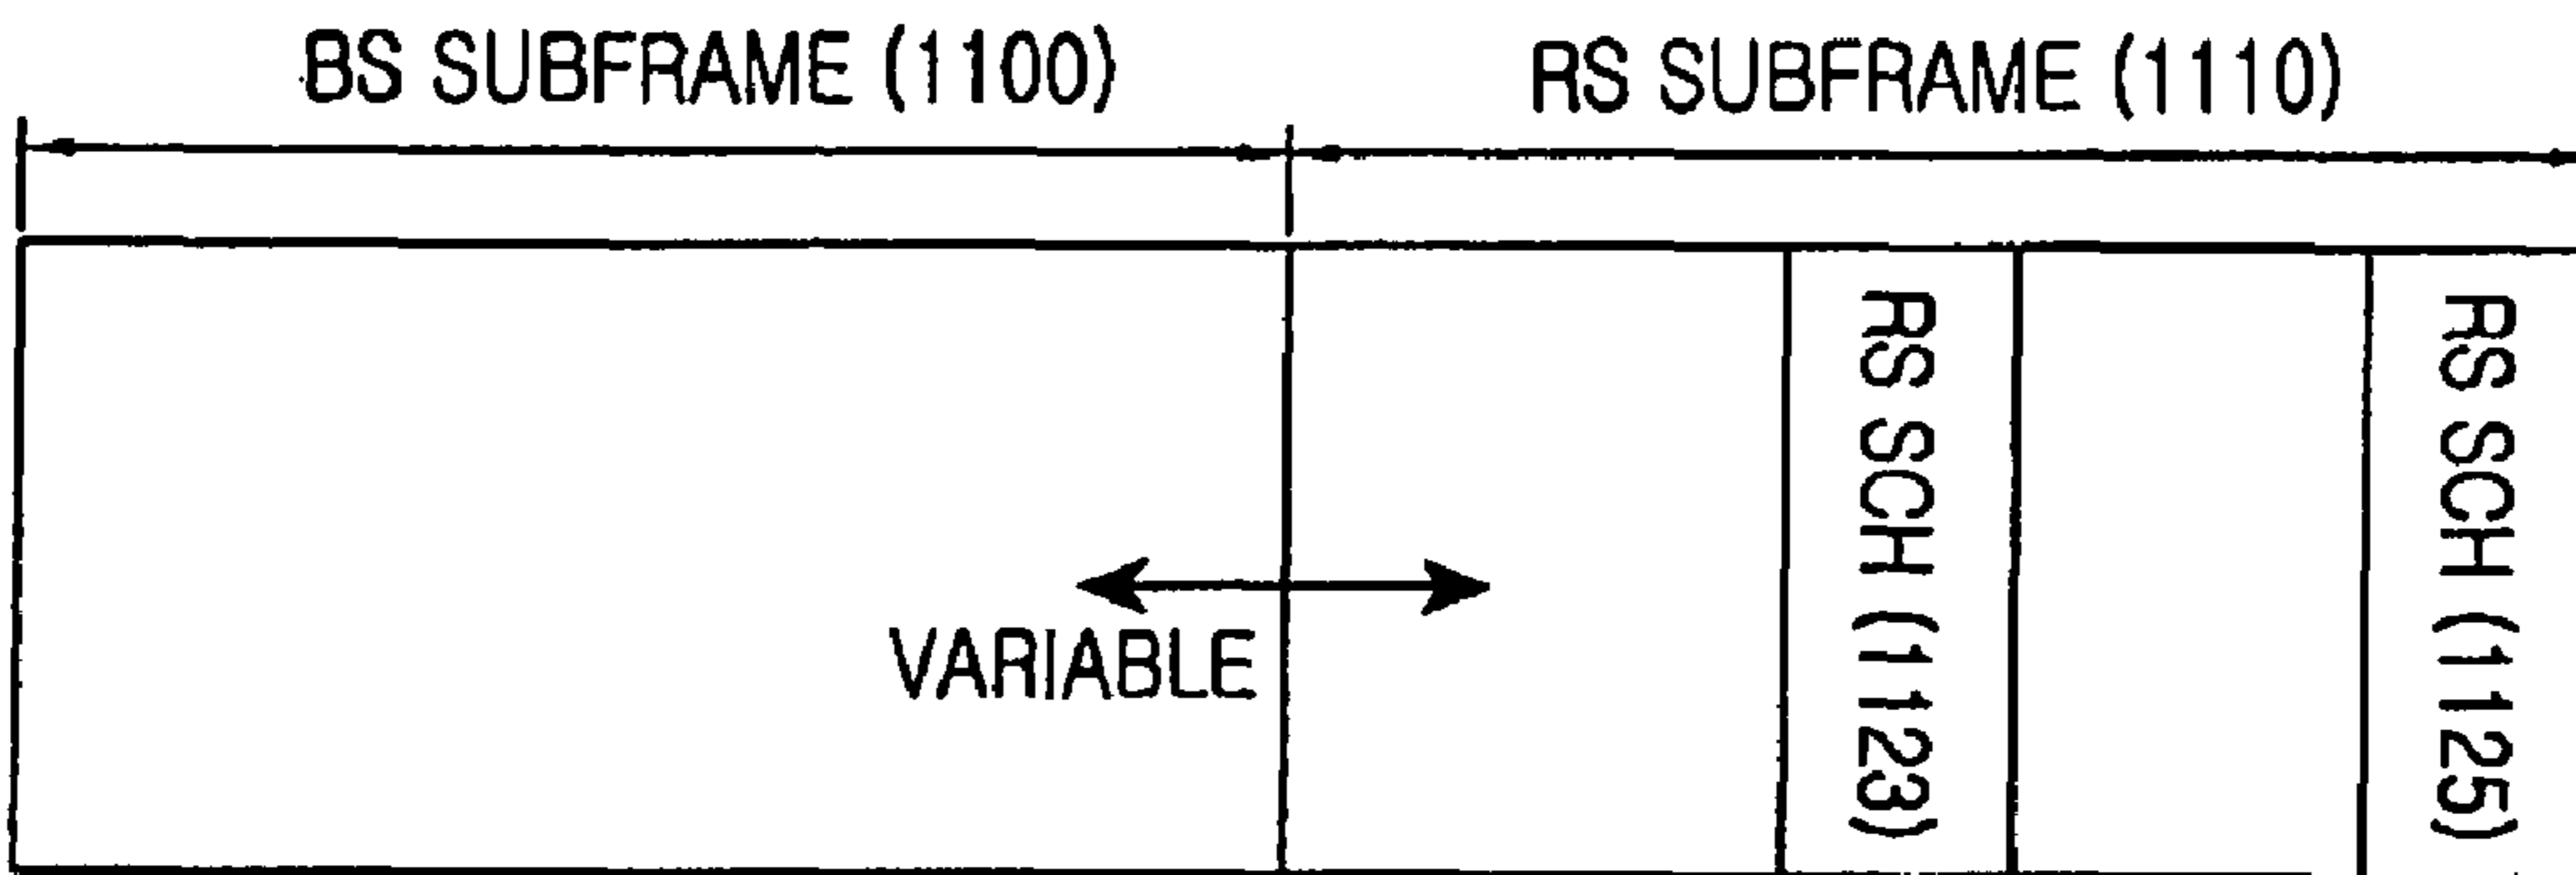 BS SUBFRAME (1100)
RS SUBFRAME (1110)
VARIABLE
RS SCH (1123)
RS SCH (1125)